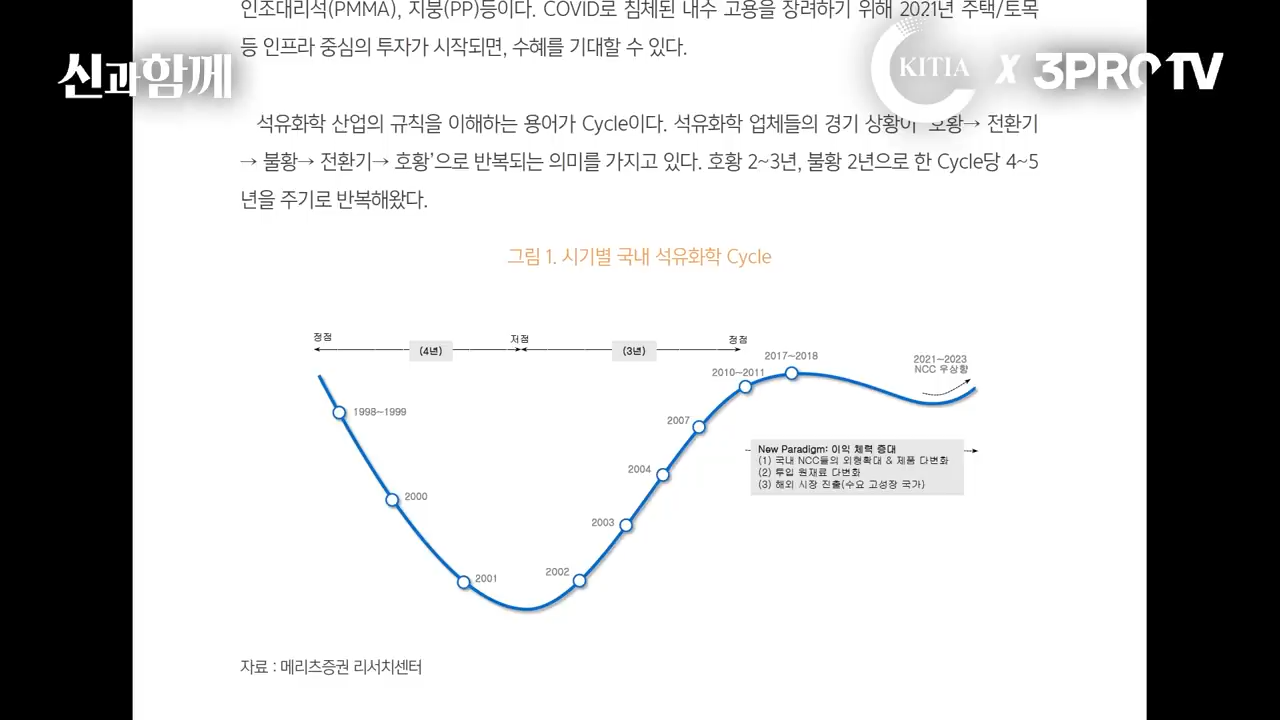 인조대리석(PMMA), 지붕(PP)등이다. COVID로 침체된 내수 고용을 장려하기 위해 2021년 주택/토목
등 인프라 중심의 투자가 시작되면, 수혜를 기대할 수 있다.
신과함께
KITIA X 3PROTV
석유화학 산업의 규칙을 이해하는 용어가 Cycle이다. 석유화학 업체들의 경기 상황이 '호황→ 전환기
→ 불황→ 전환기→ 호황'으로 반복되는 의미를 가지고 있다. 호황 2~3년, 불황 2년으로 한 Cycle당 4~5
년을 주기로 반복해왔다.
그림 1. 시기별 국내 석유화학 Cycle
정점 저점 정점
(4년) (3년)
2017~2018
2021~2023
NCC 우상향
2010~2011
1998~1999
2007
New Paradigm: 이익 체력 증대
(1) 국내 NCC들의 외형확대 & 제품 다변화
(2) 투입 원재료 다변화
(3) 해외 시장 진출(수요 고성장 국가)
2004
2000
2003
2002
2001
자료 : 메리츠증권 리서치센터